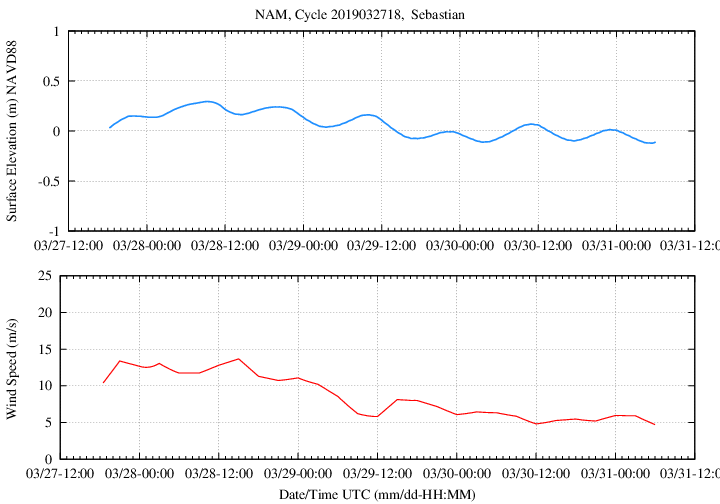 NAM, Cycle 2019032718, Sebastian
Surface Elevation (m) NAVD88
1
0.5
0
-0.5
-1
03/27-12:00 03/28-00:00 03/28-12:00 03/29-00:00 03/29-12:00 03/30-00:00 03/30-12:00 03/31-00:00 03/31-12:00
Wind Speed (m/s)
25
20
15
10
5
0
03/27-12:00 03/28-00:00 03/28-12:00 03/29-00:00 03/29-12:00 03/30-00:00 03/30-12:00 03/31-00:00 03/31-12:00
Date/Time UTC (mm/dd-HH:MM)